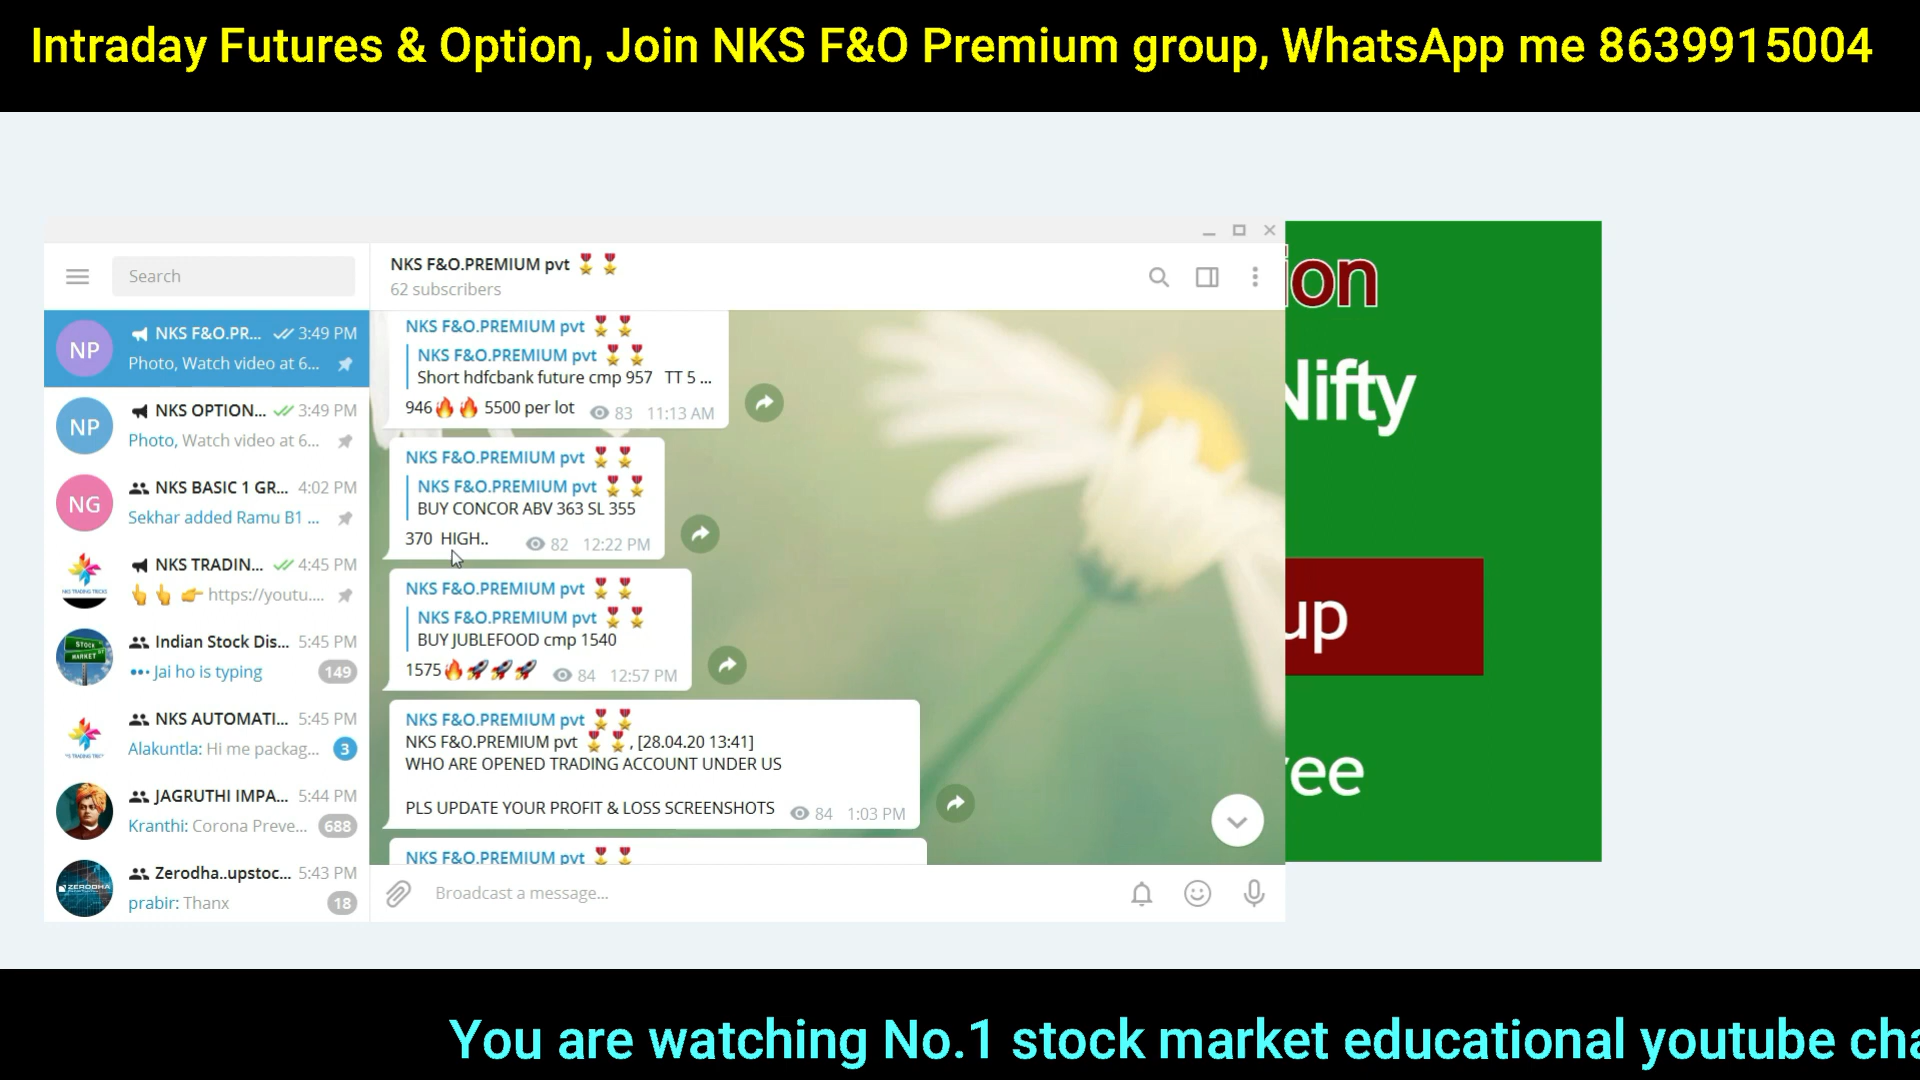 Intraday Futures & Option, Join NKS F&O Premium group, WhatsApp me 8639915004
Search
NKS F&O.PR... 3:49 PM
Photo, Watch video at 6...
NKS OPTION... 3:49 PM
Photo, Watch video at 6...
NKS BASIC 1 GR... 4:02 PM
Sekhar added Ramu B1 ...
NKS TRADIN... 4:45 PM
👆👆👉 https://youtu....
Indian Stock Dis... 5:45 PM
Jai ho is typing 149
NKS AUTOMATI... 5:45 PM
Alakuntla: Hi me packag... 3
JAGRUTHI IMPA... 5:44 PM
Kranthi: Corona Preve... 688
Zerodha..upstoc... 5:43 PM
prabir: Thanx 18
NP
NP
NG
STOCK
MARKET
ZERODHA
NKS F&O.PREMIUM pvt 🎖🎖
62 subscribers
NKS F&O.PREMIUM pvt 🎖🎖
NKS F&O.PREMIUM pvt 🎖🎖
Short hdfcbank future cmp 957 TT 5 ...
946🔥🔥 5500 per lot 83 11:13 AM
NKS F&O.PREMIUM pvt 🎖🎖
NKS F&O.PREMIUM pvt 🎖🎖
BUY CONCOR ABV 363 SL 355
370 HIGH.. 82 12:22 PM
NKS F&O.PREMIUM pvt 🎖🎖
NKS F&O.PREMIUM pvt 🎖🎖
BUY JUBLEFOOD cmp 1540
1575🔥🚀🚀🚀 84 12:57 PM
NKS F&O.PREMIUM pvt 🎖🎖
NKS F&O.PREMIUM pvt 🎖🎖, [28.04.20 13:41]
WHO ARE OPENED TRADING ACCOUNT UNDER US
PLS UPDATE YOUR PROFIT & LOSS SCREENSHOTS 84 1:03 PM
NKS F&O.PREMIUM pvt 🎖🎖
Broadcast a message...
ion
Nifty
up
ree
You are watching No.1 stock market educational youtube cha